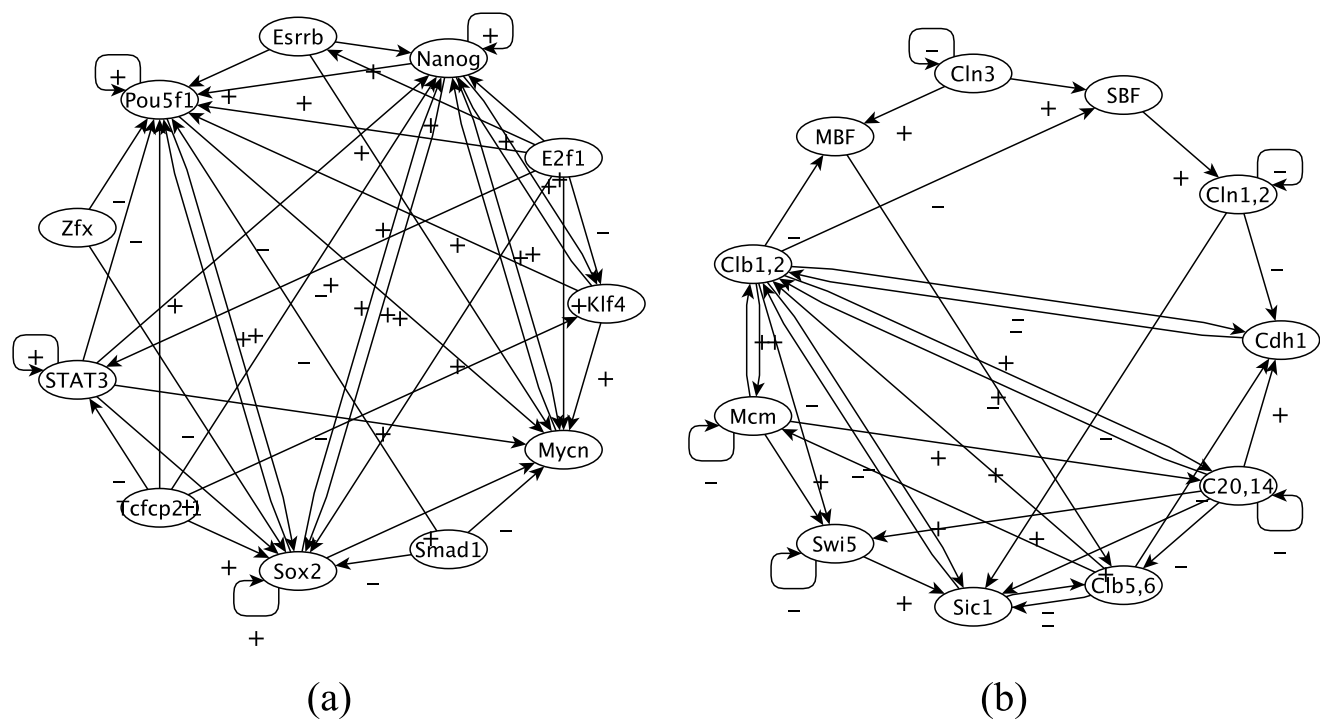 Esrrb
Nanog
Pou5f1
E2f1
Zfx
Klf4
STAT3
Mycn
Tcfcp2l1
Smad1
Sox2
(a)
Cln3
SBF
MBF
Cln1,2
Clb1,2
Cdh1
Mcm
C20,14
Swi5
Clb5,6
Sic1
(b)